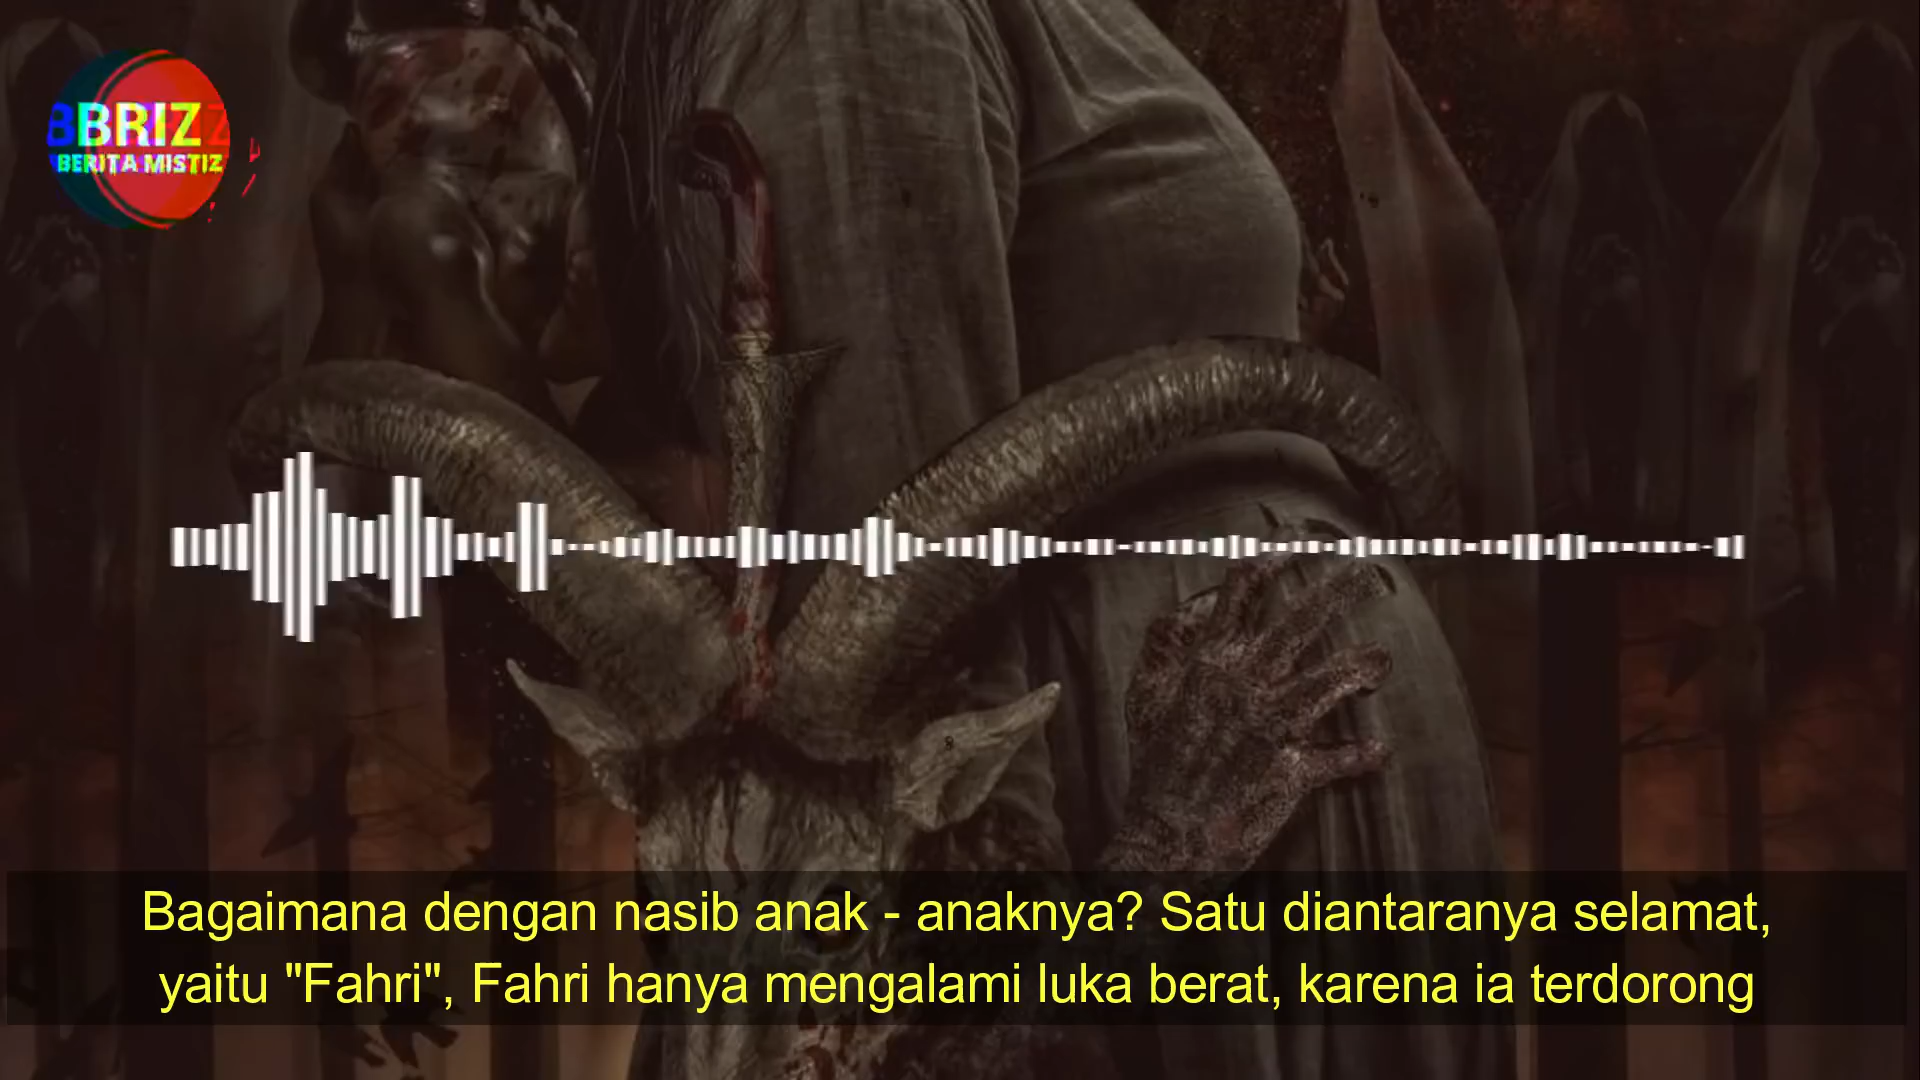 BBRIZ
BERITA MISTIZ
Bagaimana dengan nasib anak - anaknya? Satu diantaranya selamat,
yaitu "Fahri", Fahri hanya mengalami luka berat, karena ia terdorong